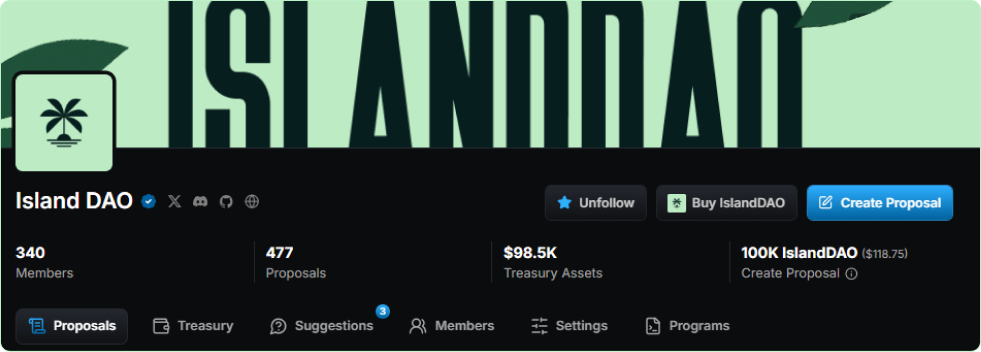 ISLANDDAO
Island DAO
Unfollow
Buy IslandDAO
Create Proposal
340
Members
477
Proposals
$98.5K
Treasury Assets
100K IslandDAO ($118.75)
Create Proposal
Proposals
Treasury
Suggestions
3
Members
Settings
Programs